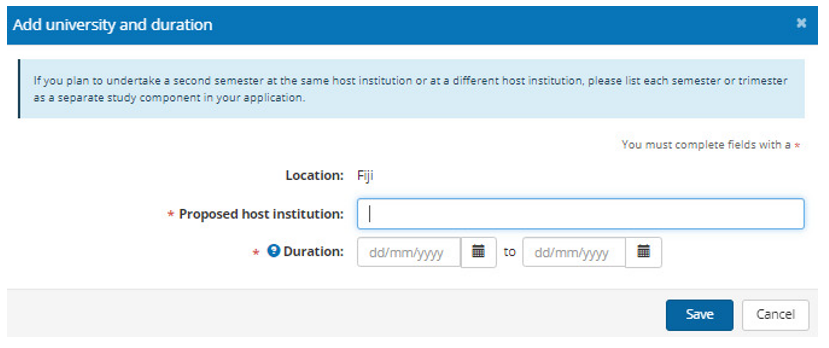 Add university and duration
If you plan to undertake a second semester at the same host institution or at a different host institution, please list each semester or trimester
as a separate study component in your application.
You must complete fields with a *
Location: Fiji
* Proposed host institution:
* ? Duration: dd/mm/yyyy to dd/mm/yyyy
Save Cancel